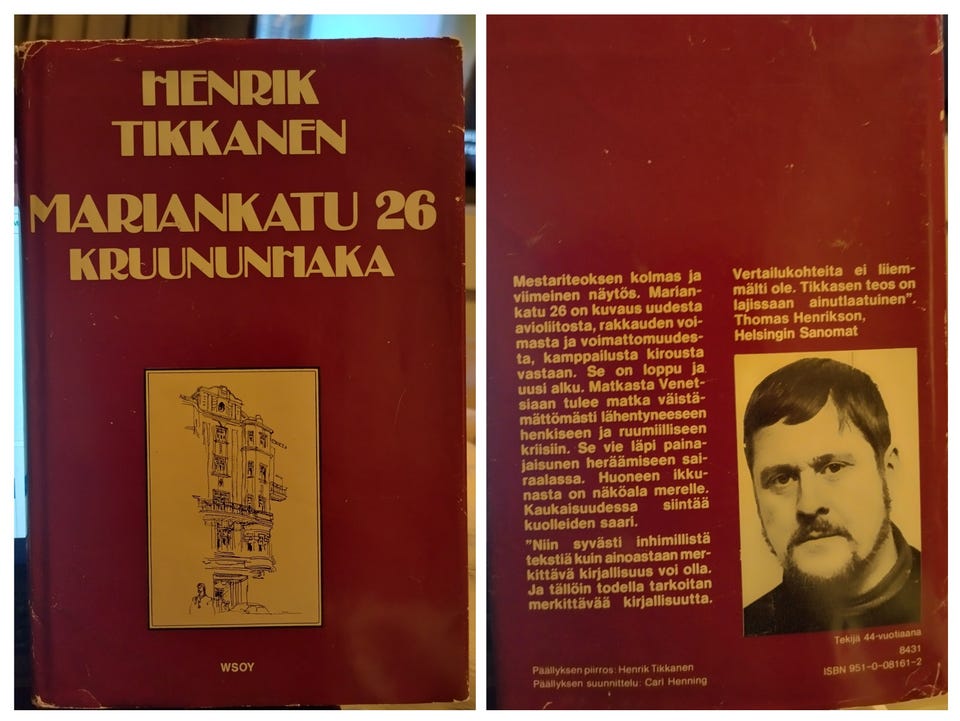 HENRIK
TIKKANEN
MARIANKATU 26
KRUUNUNHAKA
WSOY
Mestariteoksen kolmas ja
viimeinen näytös. Marian-
katu 26 on kuvaus uudesta
avioliitosta, rakkauden voi-
masta ja voimattomuudes-
ta, kamppailusta kirousta
vastaan. Se on loppu ja
uusi alku. Matkasta Venet-
siaan tulee matka väistä-
mättömästi lähentyneeseen
henkiseen ja ruumiilliseen
kriisiin. Se vie läpi paina-
jaisunen heräämiseen sai-
raalassa. Huoneen ikku-
nasta on näköala merelle.
Kaukaisuudessa siintää
kuolleiden saari.
"Niin syvästi inhimillistä
tekstiä kuin ainoastaan mer-
kittävä kirjallisuus voi olla.
Ja tällöin todella tarkoitan
merkittävää kirjallisuutta.
Vertailukohteita ei liiem-
mälti ole. Tikkasen teos on
lajissaan ainutlaatuinen".
Thomas Henrikson,
Helsingin Sanomat
Tekijä 44-vuotiaana
8431
ISBN 951-0-08161-2
Päällyksen piirros: Henrik Tikkanen
Päällyksen suunnittelu: Carl Henning